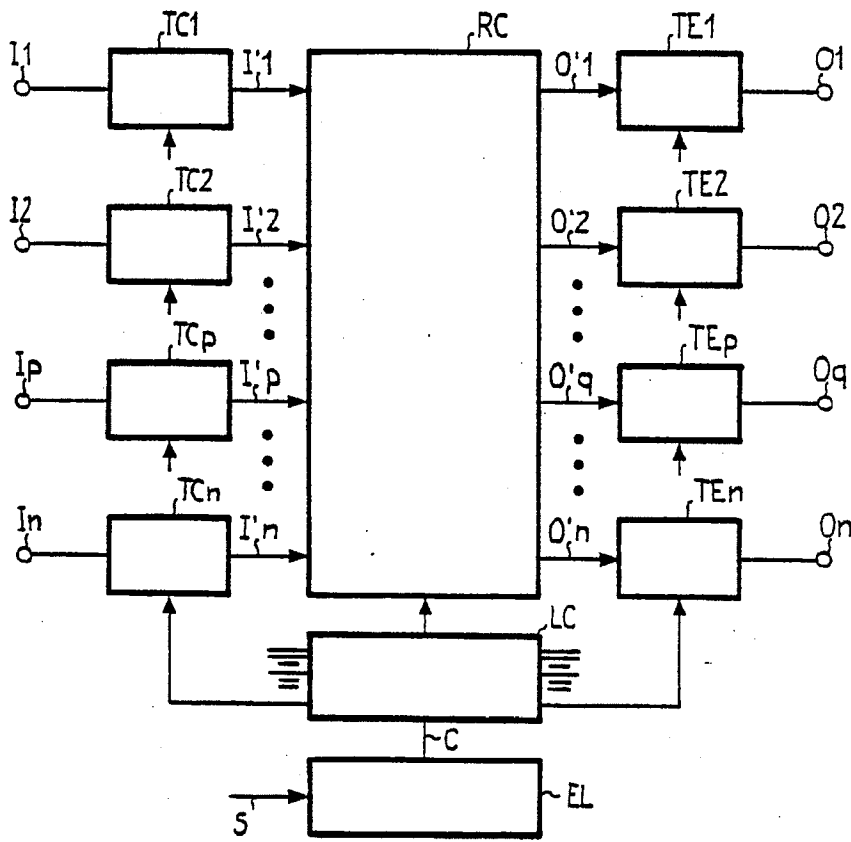 TC1 RC TE1
I1 I'1 O'1 O1
TC2 TE2
I2 I'2 O'2 O2
TCp TEp
Ip I'p O'q Oq
TCn TEn
In I'n O'n On
LC
C
S EL